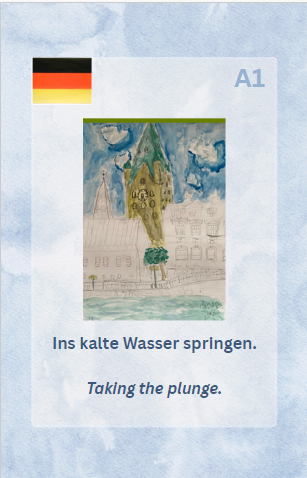 A1
Ins kalte Wasser springen.
Taking the plunge.